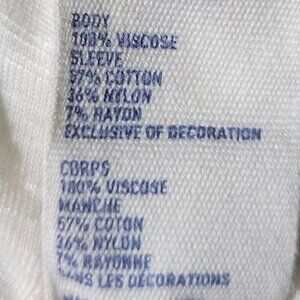 BODY
100% VISCOSE
SLEEVE
57% COTTON
36% NYLON
7% RAYON
EXCLUSIVE OF DECORATION
CORPS
100% VISCOSE
MANCHE
57% COTON
36% NYLON
7% RAYONNE
SANS LES DÉCORATIONS